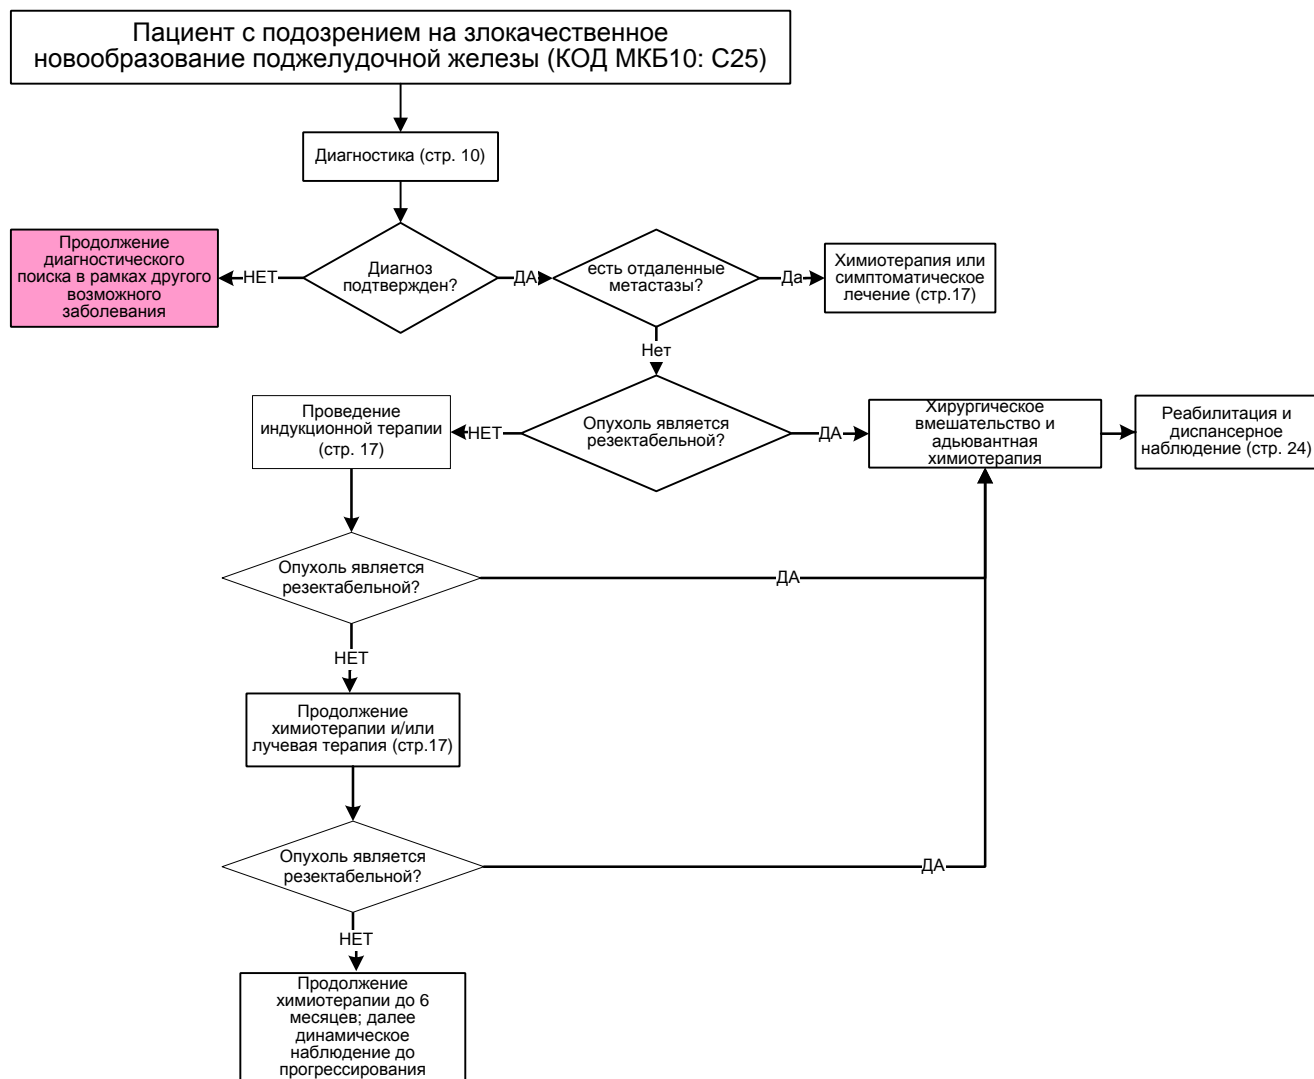 Пациент с подозрением на злокачественное
новообразование поджелудочной железы (КОД МКБ10: С25)
Диагностика (стр. 10)
Продолжение
диагностического
поиска в рамках другого
возможного
заболевания
НЕТ
Диагноз
подтвержден?
ДА
есть отдаленные
метастазы?
Да
Химиотерапия или
симптоматическое
лечение (стр.17)
Нет
Проведение
индукционной терапии
(стр. 17)
НЕТ
Опухоль является
резектабельной?
ДА
Хирургическое
вмешательство и
адьювантная
химиотерапия
Реабилитация и
диспансерное
наблюдение (стр. 24)
Опухоль является
резектабельной?
ДА
НЕТ
Продолжение
химиотерапии и/или
лучевая терапия (стр.17)
Опухоль является
резектабельной?
ДА
НЕТ
Продолжение
химиотерапии до 6
месяцев; далее
динамическое
наблюдение до
прогрессирования